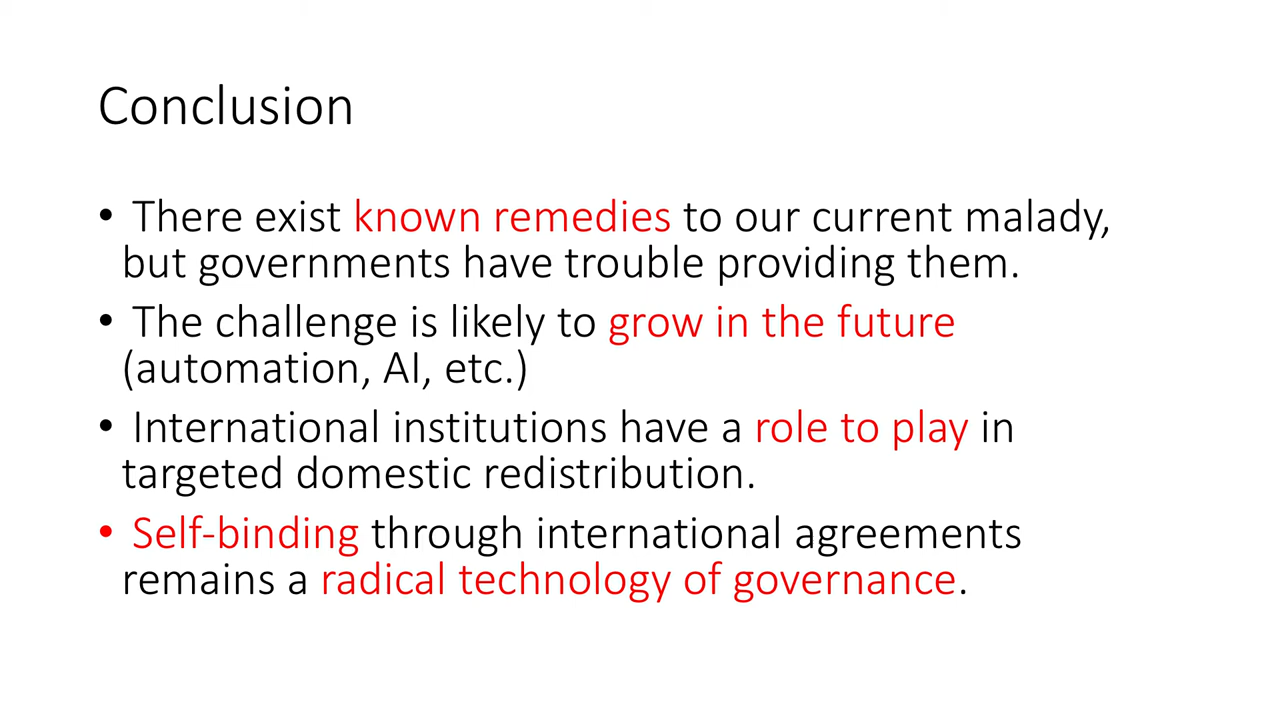 Conclusion
• There exist known remedies to our current malady,
but governments have trouble providing them.
• The challenge is likely to grow in the future
(automation, AI, etc.)
• International institutions have a role to play in
targeted domestic redistribution.
• Self-binding through international agreements
remains a radical technology of governance.